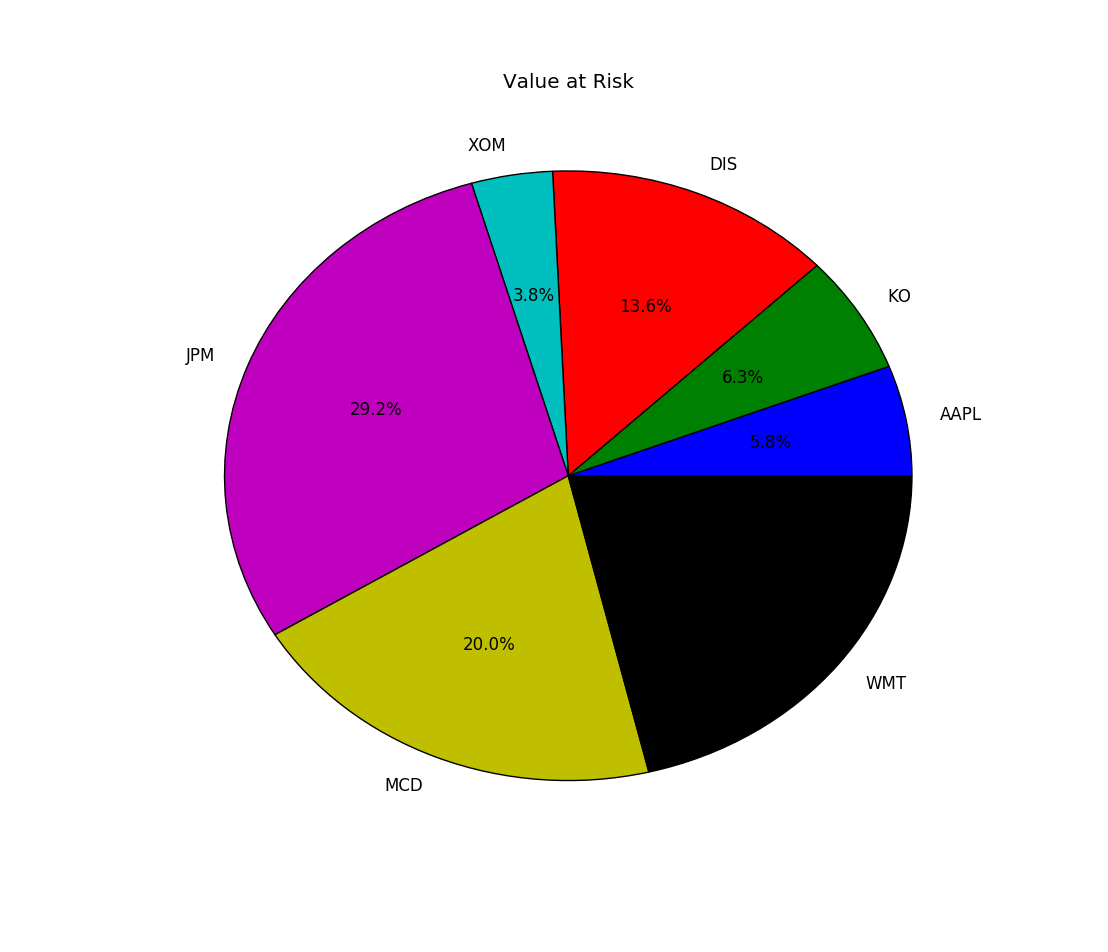 Value at Risk
XOM
DIS
KO
AAPL
JPM
MCD
WMT
3.8%
13.6%
6.3%
5.8%
29.2%
20.0%